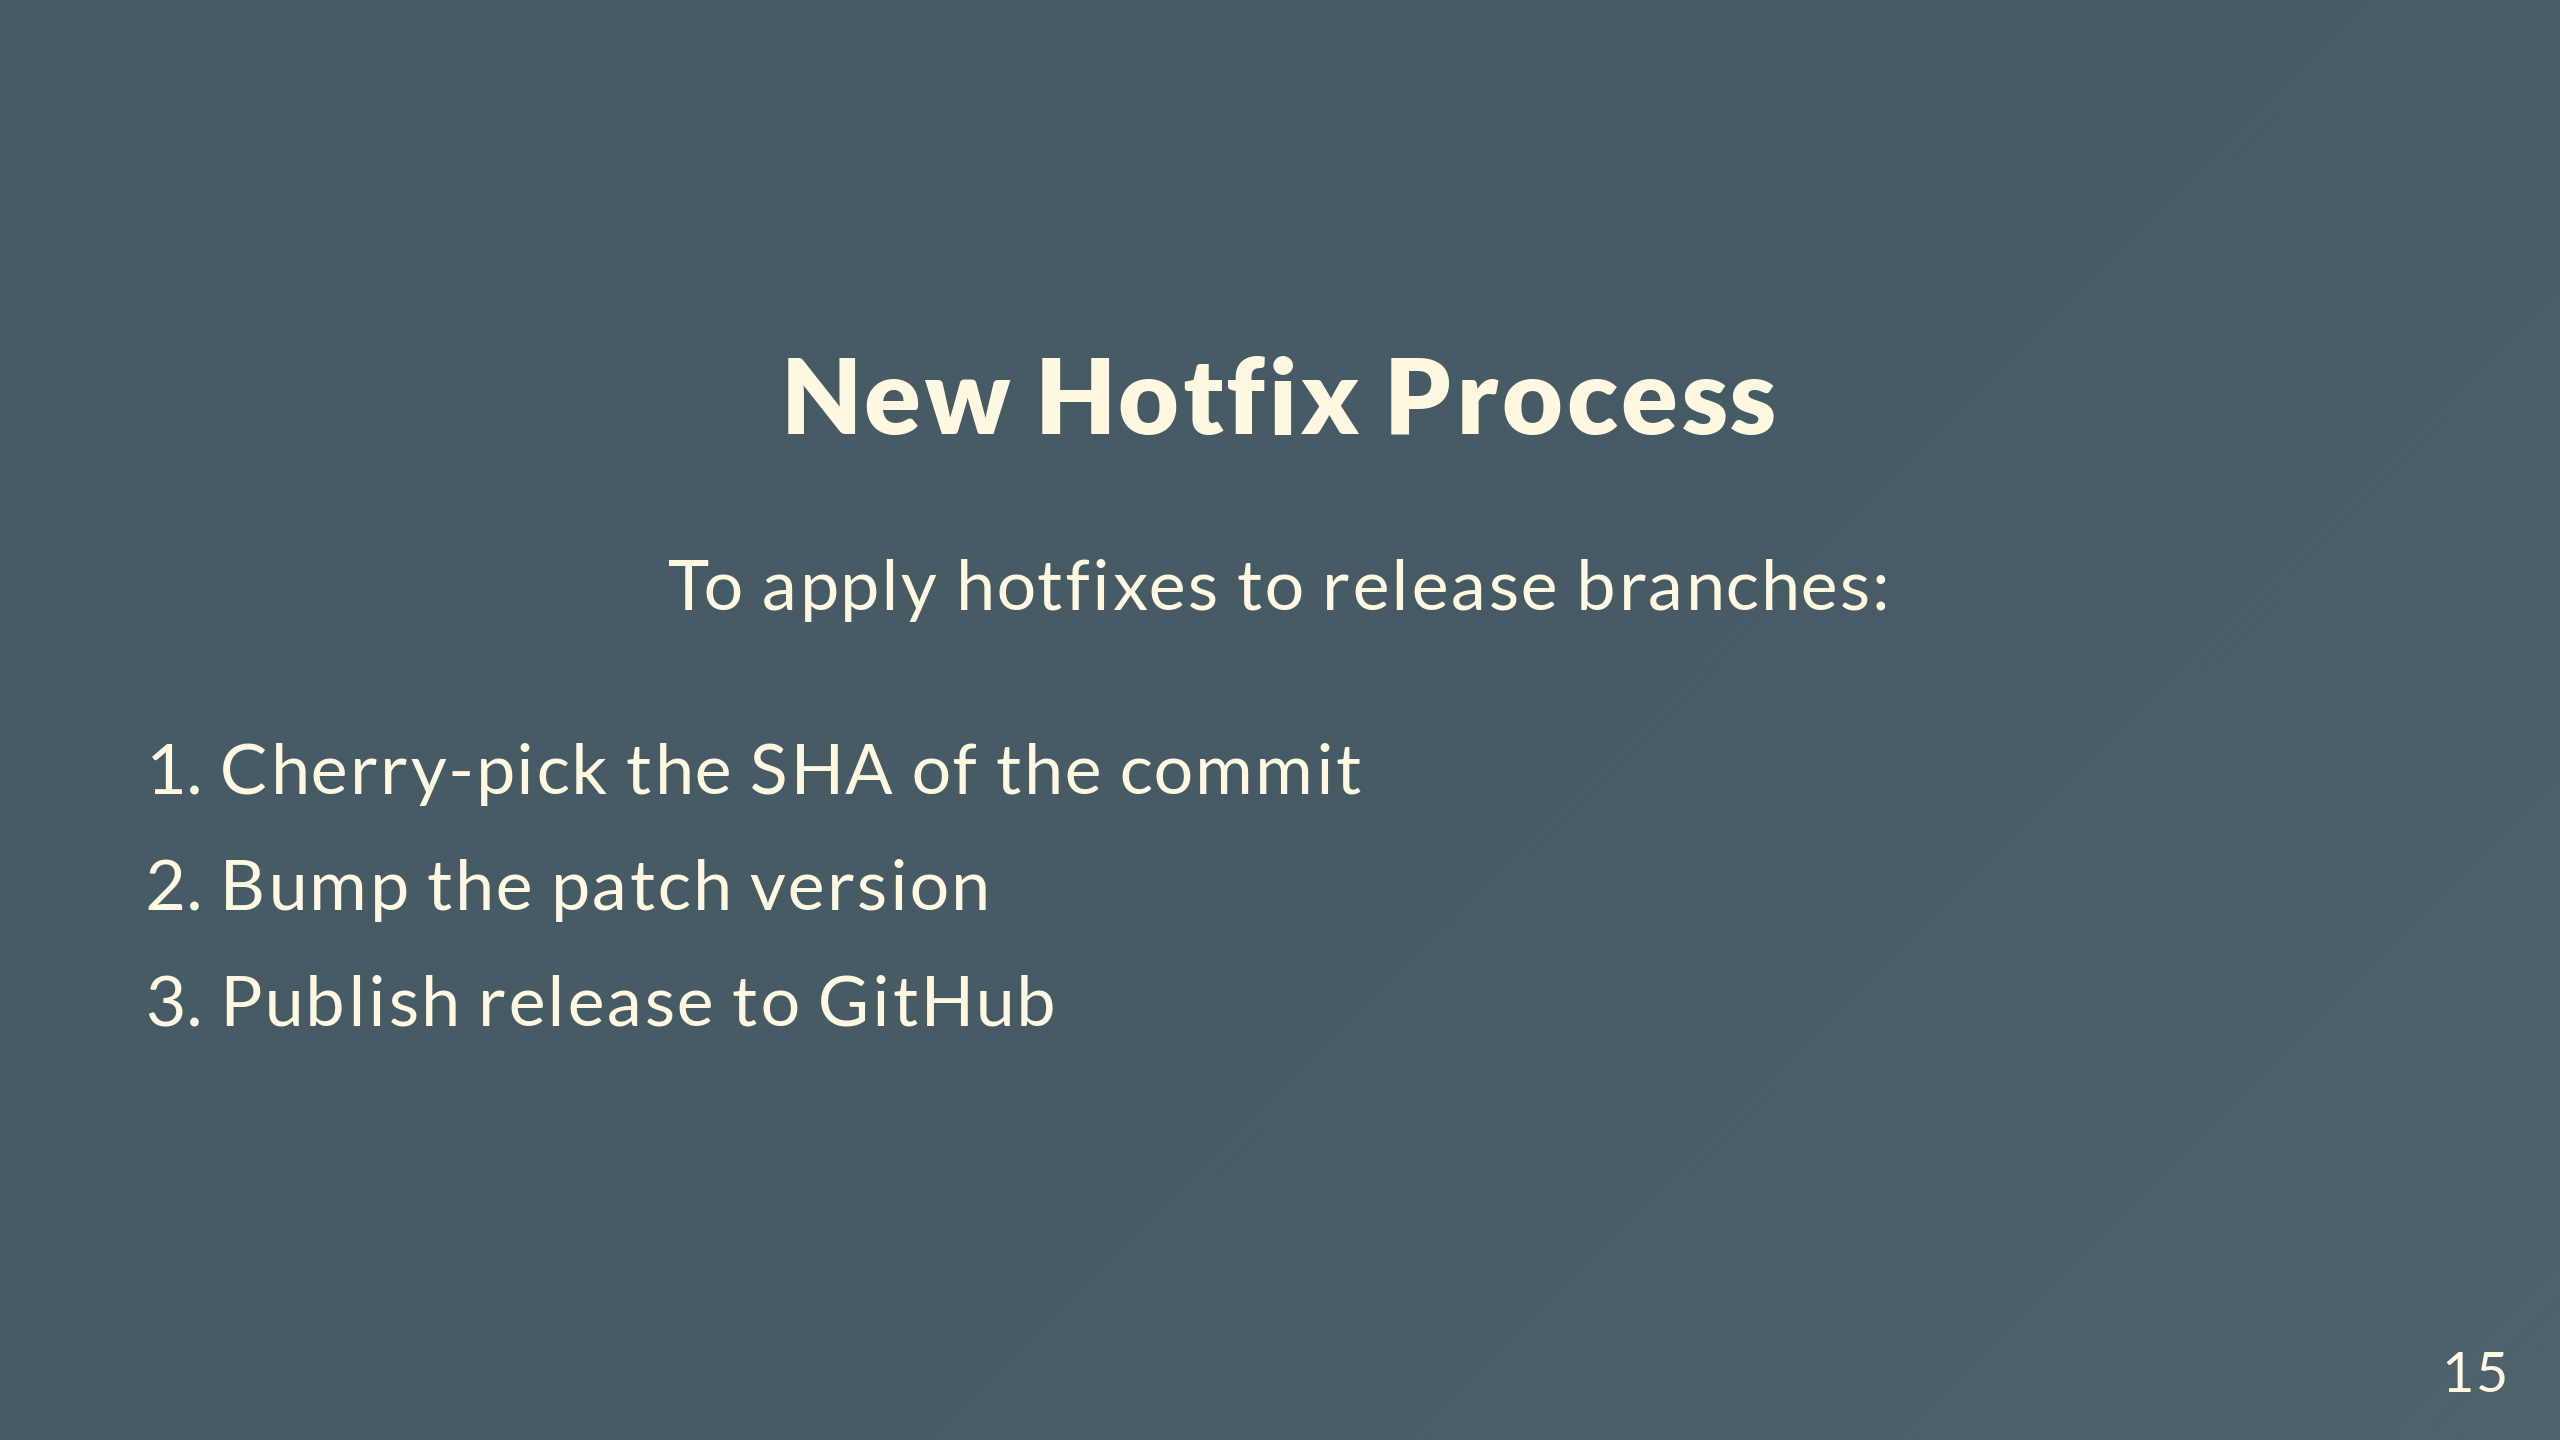 New Hotfix Process
To apply hotfixes to release branches:
1. Cherry-pick the SHA of the commit
2. Bump the patch version
3. Publish release to GitHub
15